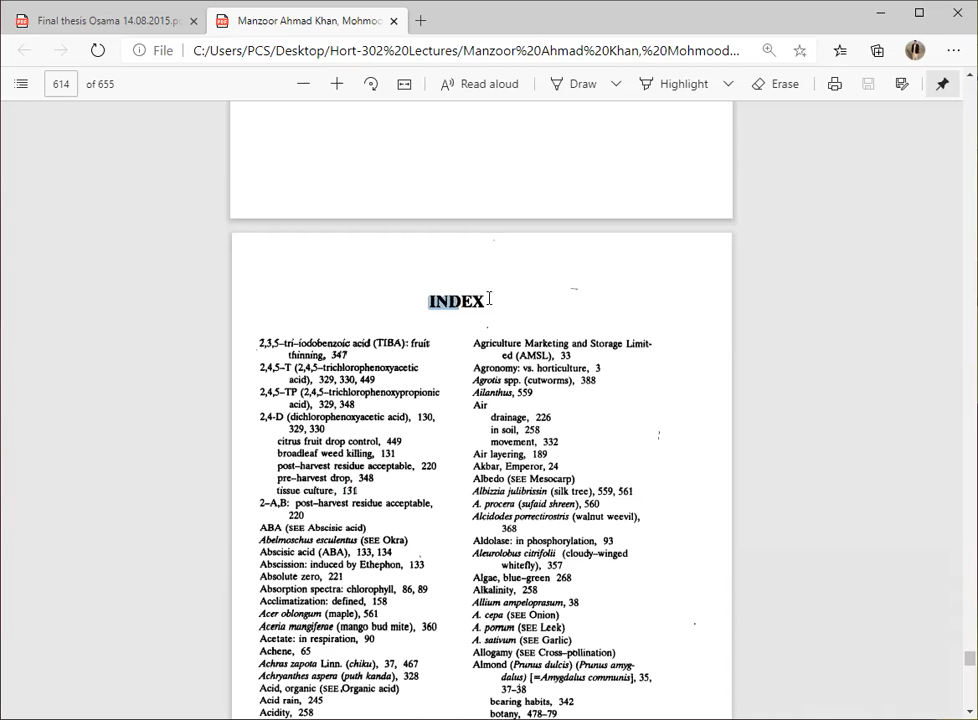 Final thesis Osama 14.08.2015.p
Manzoor Ahmad Khan, Mohmoo
File
C:/Users/PCS/Desktop/Hort-302%20Lectures/Manzoor%20Ahmad%20Khan,%20Mohmood...
614 of 655
Read aloud
Draw
Highlight
Erase
INDEX
2,3,5–tri–iodobenzoic acid (TIBA): fruit
thinning, 347
2,4,5–T (2,4,5–trichlorophenoxyacetic
acid), 329, 330, 449
2,4,5–TP (2,4,5–trichlorophenoxypropionic
acid), 329, 348
2,4–D (dichlorophenoxyacetic acid), 130,
329, 330
citrus fruit drop control, 449
broadleaf weed killing, 131
post–harvest residue acceptable, 220
pre–harvest drop, 348
tissue culture, 131
2–A,B: post–harvest residue acceptable,
220
ABA (SEE Abscisic acid)
Abelmoschus esculentus (SEE Okra)
Abscisic acid (ABA), 133, 134
Abscission: induced by Ethephon, 133
Absolute zero, 221
Absorption spectra: chlorophyll, 86, 89
Acclimatization: defined, 158
Acer oblongum (maple), 561
Aceria mangiferae (mango bud mite), 360
Acetate: in respiration, 90
Achene, 65
Achras zapota Linn. (chiku), 37, 467
Achryanthes aspera (puth kanda), 328
Acid, organic (SEE Organic acid)
Acid rain, 245
Acidity, 258
Agriculture Marketing and Storage Limit-
ed (AMSL), 33
Agronomy: vs. horticulture, 3
Agrotis spp. (cutworms), 388
Ailanthus, 559
Air
drainage, 226
in soil, 258
movement, 332
Air layering, 189
Akbar, Emperor, 24
Albedo (SEE Mesocarp)
Albizzia julibrissin (silk tree), 559, 561
A. procera (sufaid shreen), 560
Alcidodes porrectirostris (walnut weevil),
368
Aldolase: in phosphorylation, 93
Aleurolobus citrifolii (cloudy–winged
whitefly), 357
Algae, blue–green 268
Alkalinity, 258
Allium ampeloprasum, 38
A. cepa (SEE Onion)
A. porrum (SEE Leek)
A. sativum (SEE Garlic)
Allogamy (SEE Cross–pollination)
Almond (Prunus dulcis) (Prunus amyg-
dalus) [=Amygdalus communis], 35,
37–38
bearing habits, 342
botany, 478–79